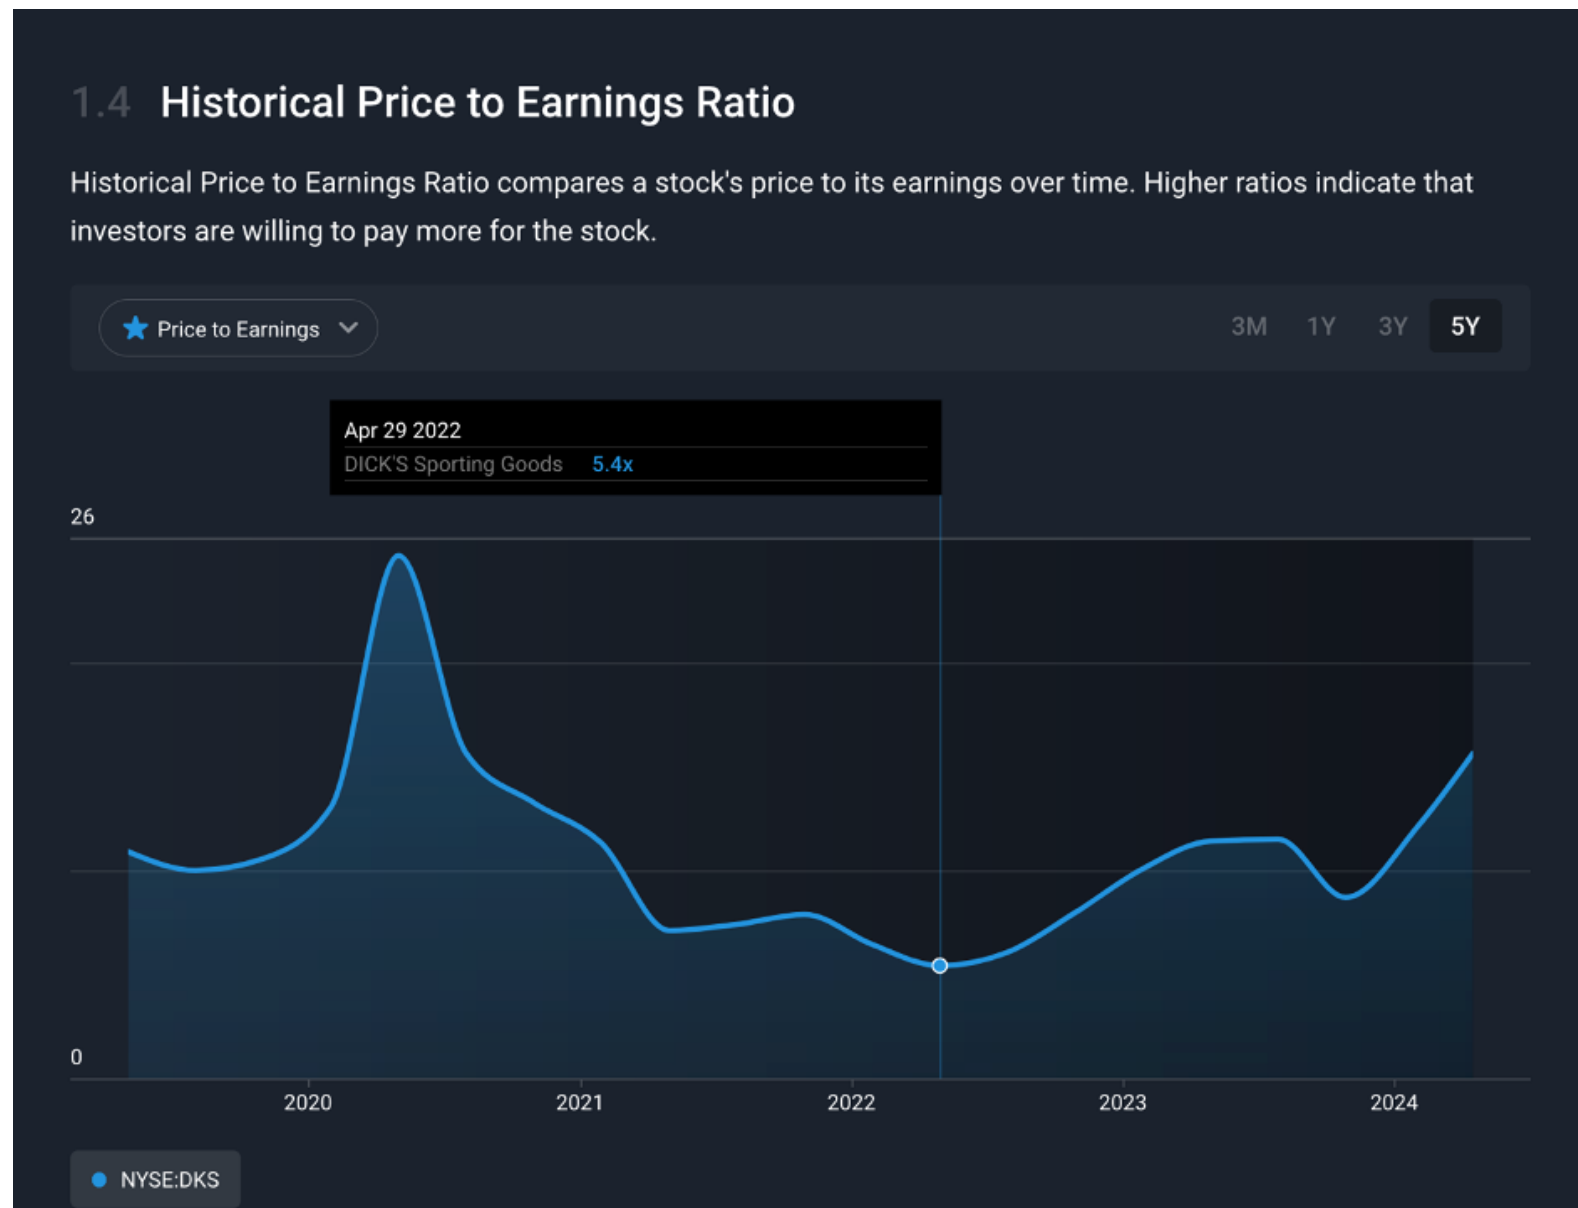 1.4 Historical Price to Earnings Ratio
Historical Price to Earnings Ratio compares a stock's price to its earnings over time. Higher ratios indicate that
investors are willing to pay more for the stock.
Price to Earnings
3M 1Y 3Y 5Y
Apr 29 2022
DICK'S Sporting Goods 5.4x
26
0
2020 2021 2022 2023 2024
NYSE:DKS